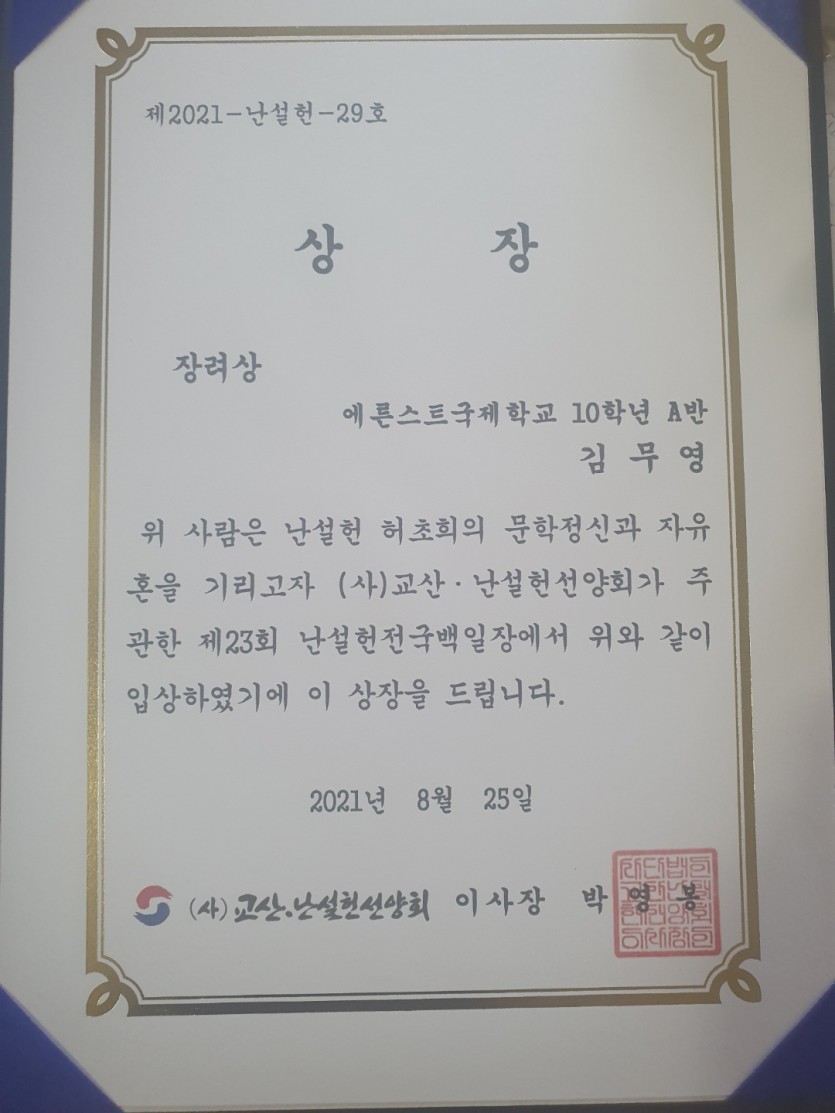 제2021-난설헌-29호
상 장
장려상
에른스트국제학교 10학년 A반
김 무 영
위 사람은 난설헌 허초희의 문학정신과 자유
혼을 기리고자 (사)교산·난설헌선양회가 주
관한 제23회 난설헌전국백일장에서 위와 같이
입상하였기에 이 상장을 드립니다.
2021년 8월 25일
(사)교산·난설헌선양회 이사장 박 영 봉